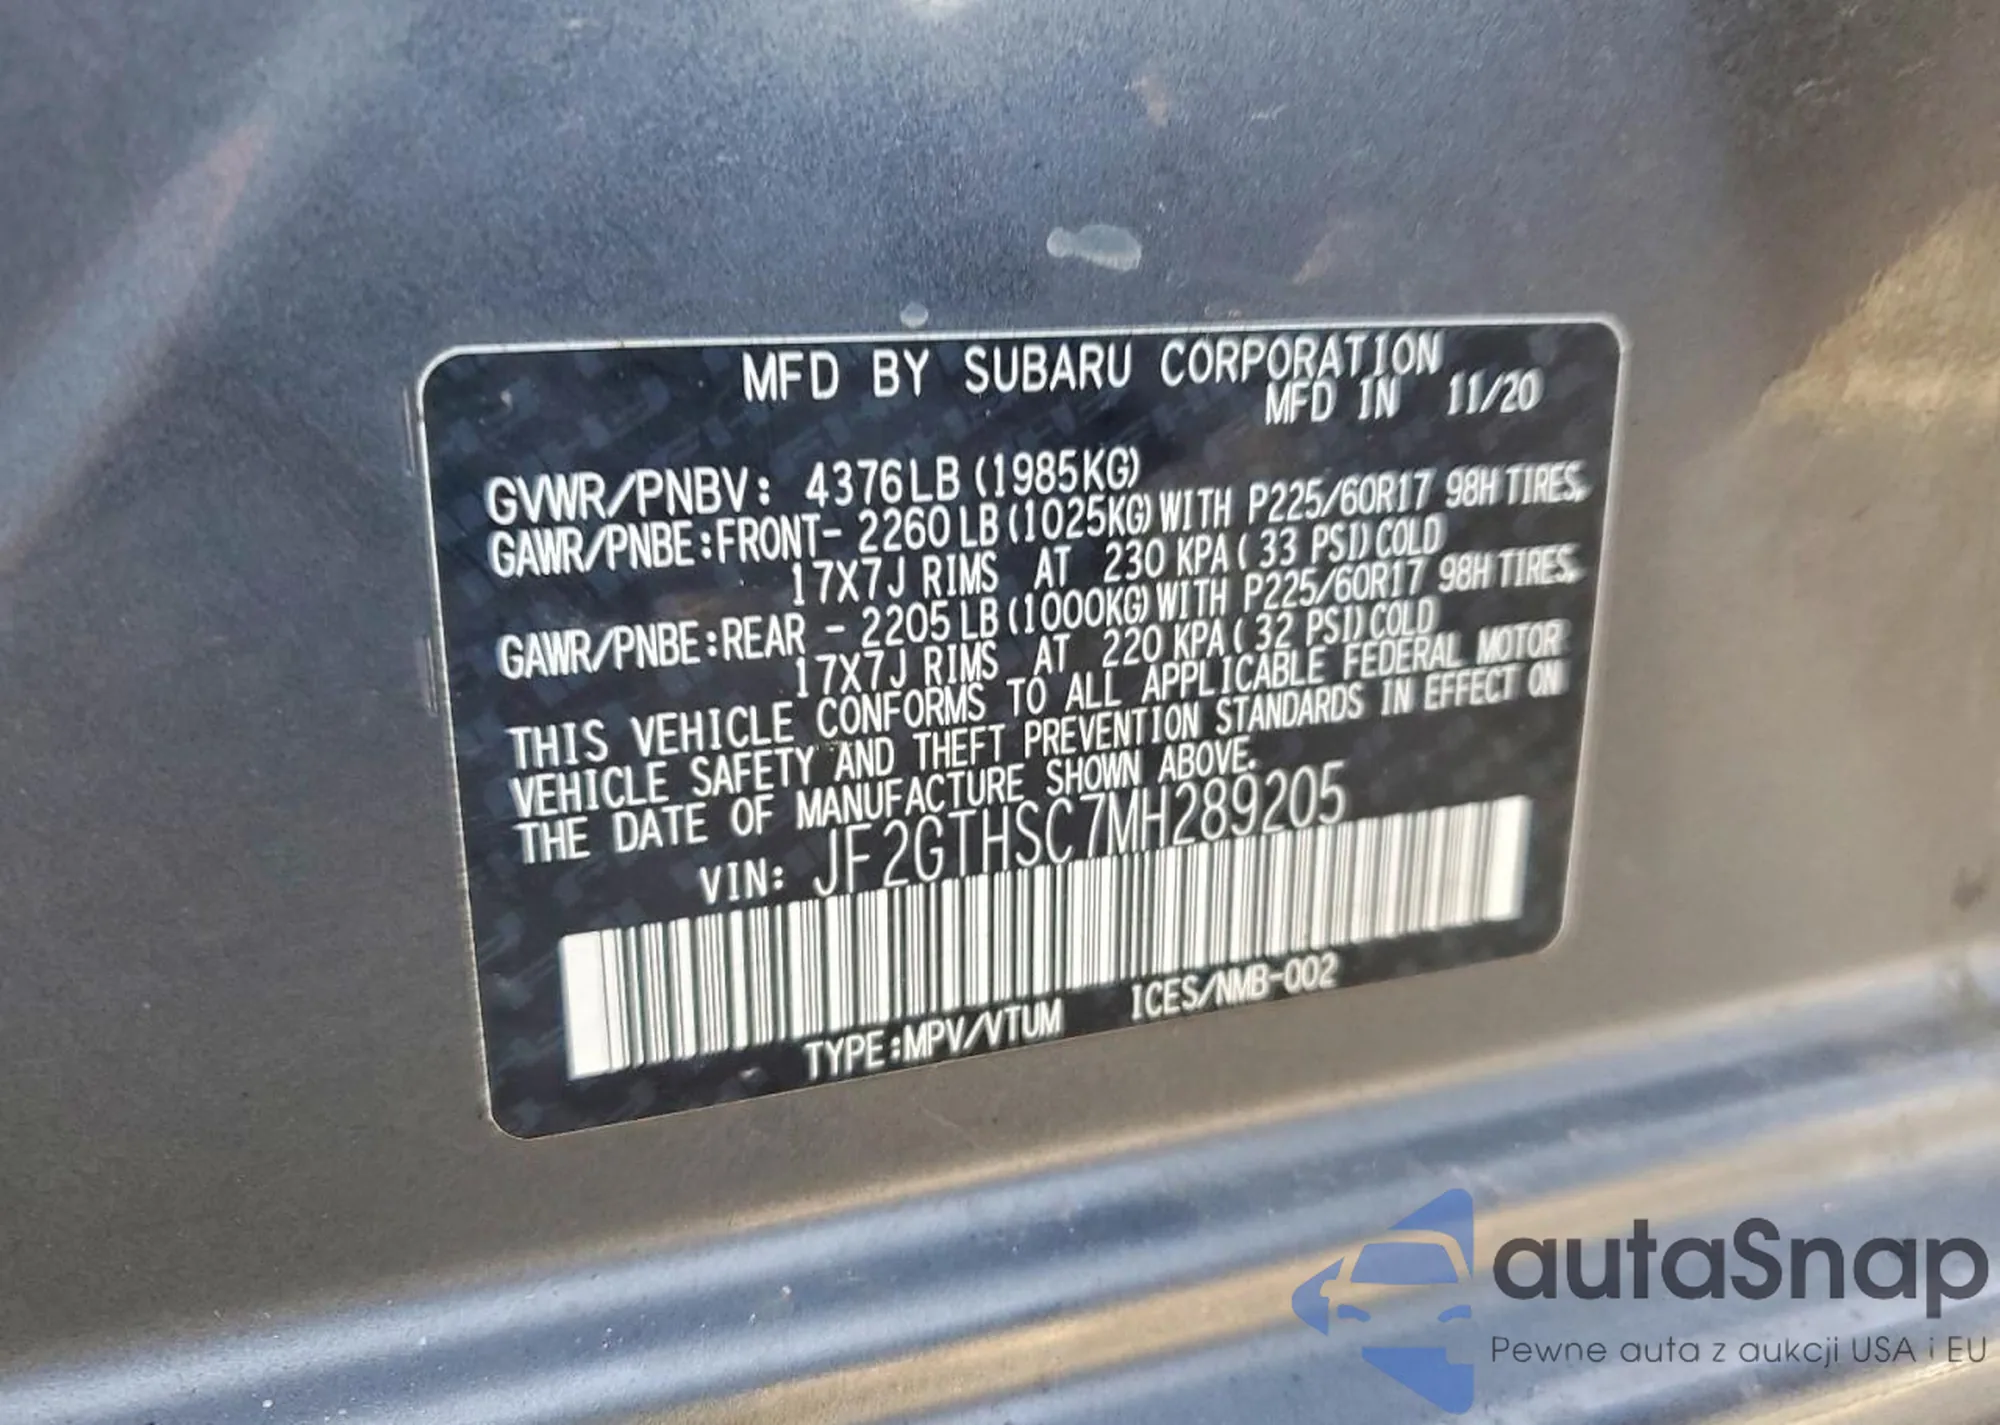 MFD BY SUBARU CORPORATION
MFD IN 11/20
GVWR/PNBV: 4376LB (1985KG)
GAWR/PNBE:FRONT- 2260 LB (1025KG) WITH P225/60R17 98H TIRES,
17X7J RIMS AT 230 KPA ( 33 PSI) COLD
GAWR/PNBE:REAR - 2205 LB (1000KG) WITH P225/60R17 98H TIRES,
17X7J RIMS AT 220 KPA ( 32 PSI) COLD
THIS VEHICLE CONFORMS TO ALL APPLICABLE FEDERAL MOTOR
VEHICLE SAFETY AND THEFT PREVENTION STANDARDS IN EFFECT ON
THE DATE OF MANUFACTURE SHOWN ABOVE.
VIN: JF2GTHSC7MH289205
TYPE:MPV/VTUM ICES/NMB-002
autaSnap
Pewne auta z aukcji USA i EU